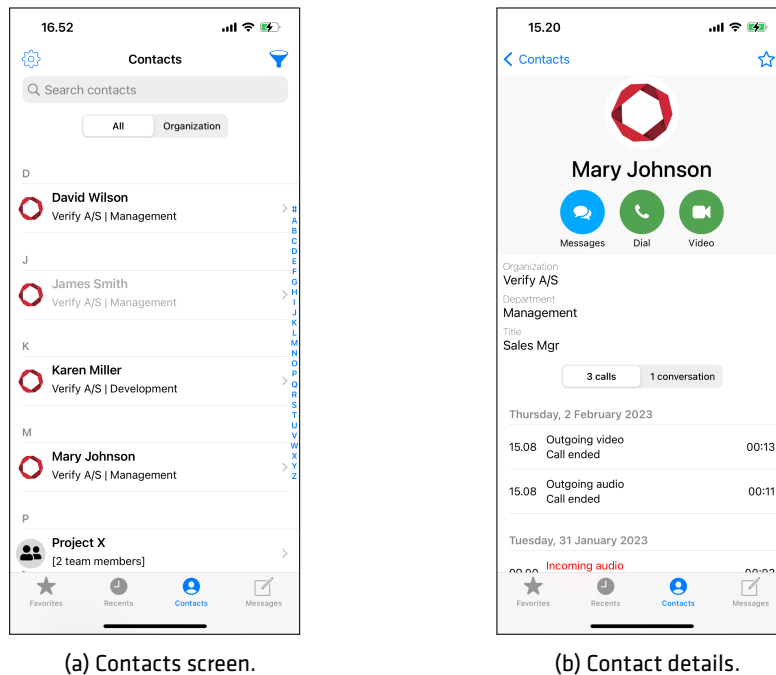 16.52
Contacts
Search contacts
All Organization
D
David Wilson
Verify A/S | Management
J
James Smith
Verify A/S | Management
K
Karen Miller
Verify A/S | Development
M
Mary Johnson
Verify A/S | Management
P
Project X
[2 team members]
#
A
B
C
D
E
F
G
H
I
J
K
L
M
N
O
P
Q
R
S
T
U
V
W
X
Y
Z
Favorites Recents Contacts Messages
(a) Contacts screen.
15.20
Contacts
Mary Johnson
Messages Dial Video
Organization
Verify A/S
Department
Management
Title
Sales Mgr
3 calls 1 conversation
Thursday, 2 February 2023
15.08 Outgoing video 00:13
Call ended
15.08 Outgoing audio 00:11
Call ended
Tuesday, 31 January 2023
Incoming audio
Favorites Recents Contacts Messages
(b) Contact details.